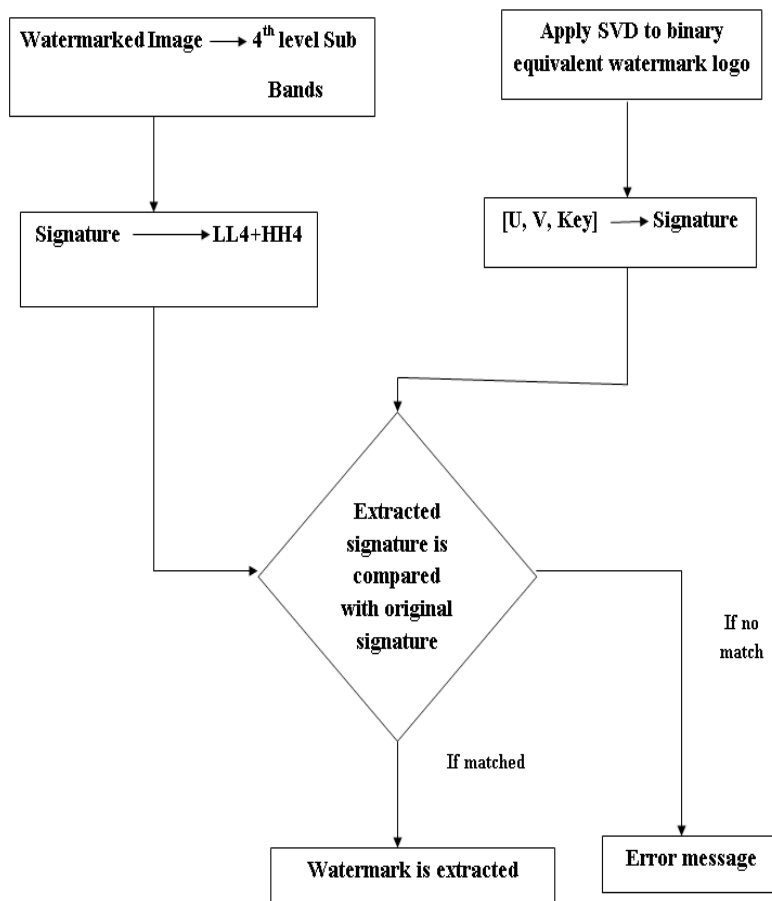 Watermarked Image → 4th level Sub
Bands
Apply SVD to binary
equivalent watermark logo
Signature → LL4+HH4
[U, V, Key] → Signature
Extracted
signature is
compared
with original
signature
If no
match
If matched
Watermark is extracted
Error message